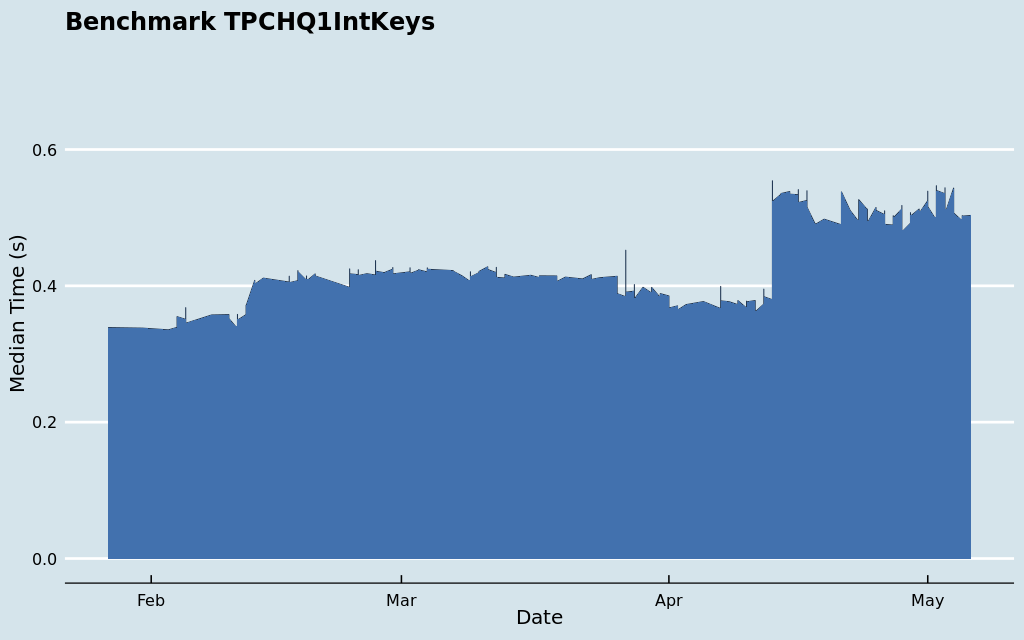 Benchmark TPCHQ1IntKeys
Median Time (s)
0.6
0.4
0.2
0.0
Feb Mar Apr May
Date